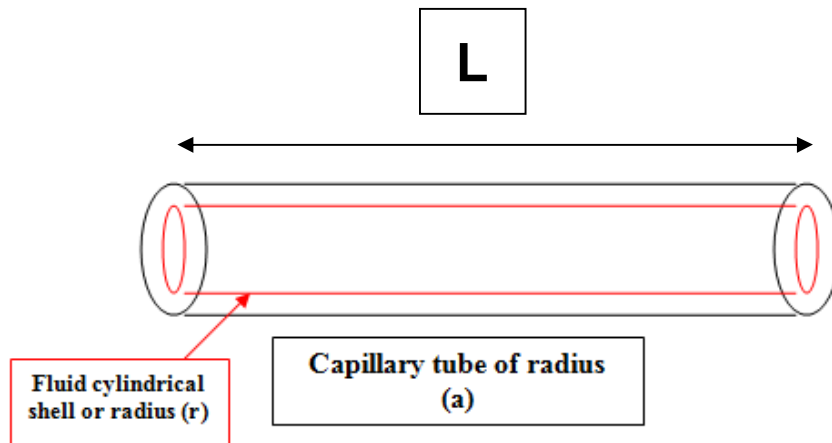 L
Capillary tube of radius
(a)
Fluid cylindrical
shell or radius (r)